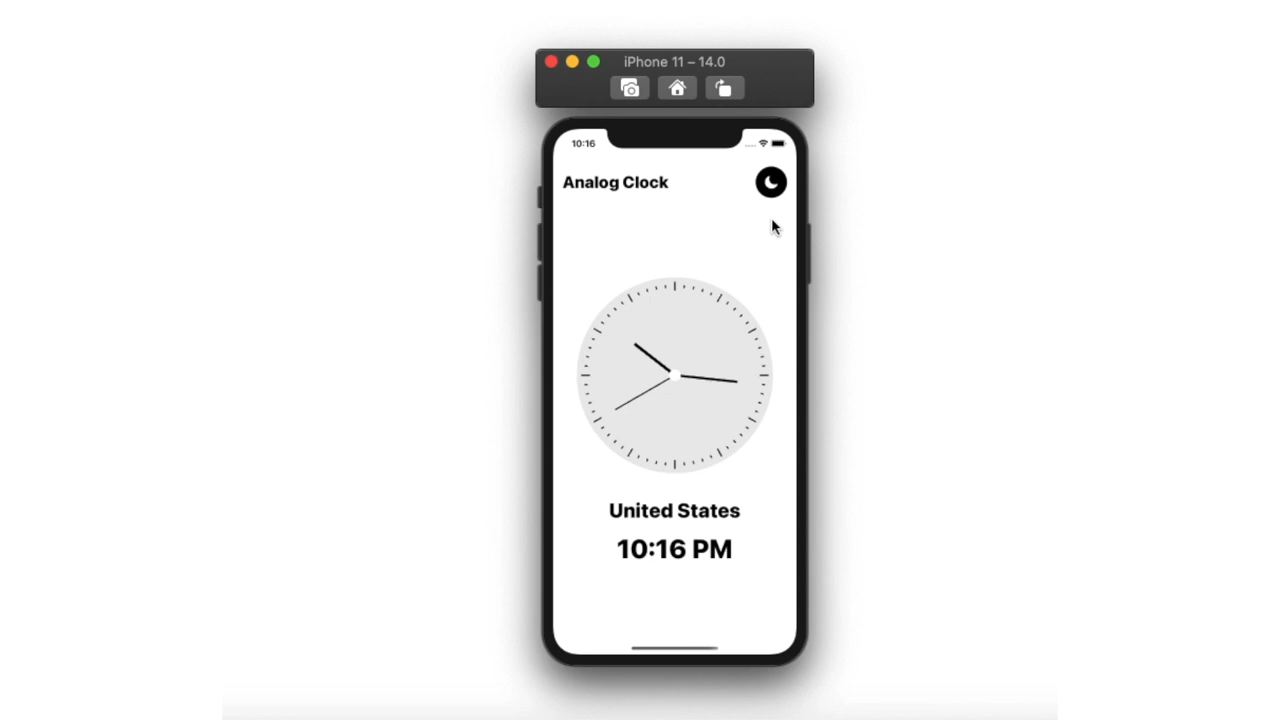 iPhone 11 – 14.0
10:16
Analog Clock
United States
10:16 PM